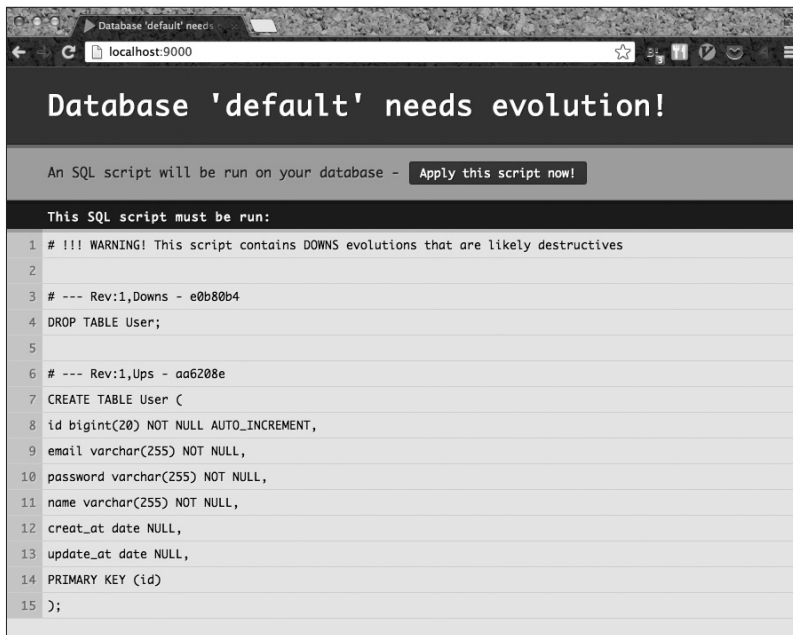 Database 'default' needs
localhost:9000
3
Database 'default' needs evolution!
An SQL script will be run on your database - Apply this script now!
This SQL script must be run:
1 # !!! WARNING! This script contains DOWNS evolutions that are likely destructives
2
3 # --- Rev:1,Downs - e0b80b4
4 DROP TABLE User;
5
6 # --- Rev:1,Ups - aa6208e
7 CREATE TABLE User (
8 id bigint(20) NOT NULL AUTO_INCREMENT,
9 email varchar(255) NOT NULL,
10 password varchar(255) NOT NULL,
11 name varchar(255) NOT NULL,
12 creat_at date NULL,
13 update_at date NULL,
14 PRIMARY KEY (id)
15 );